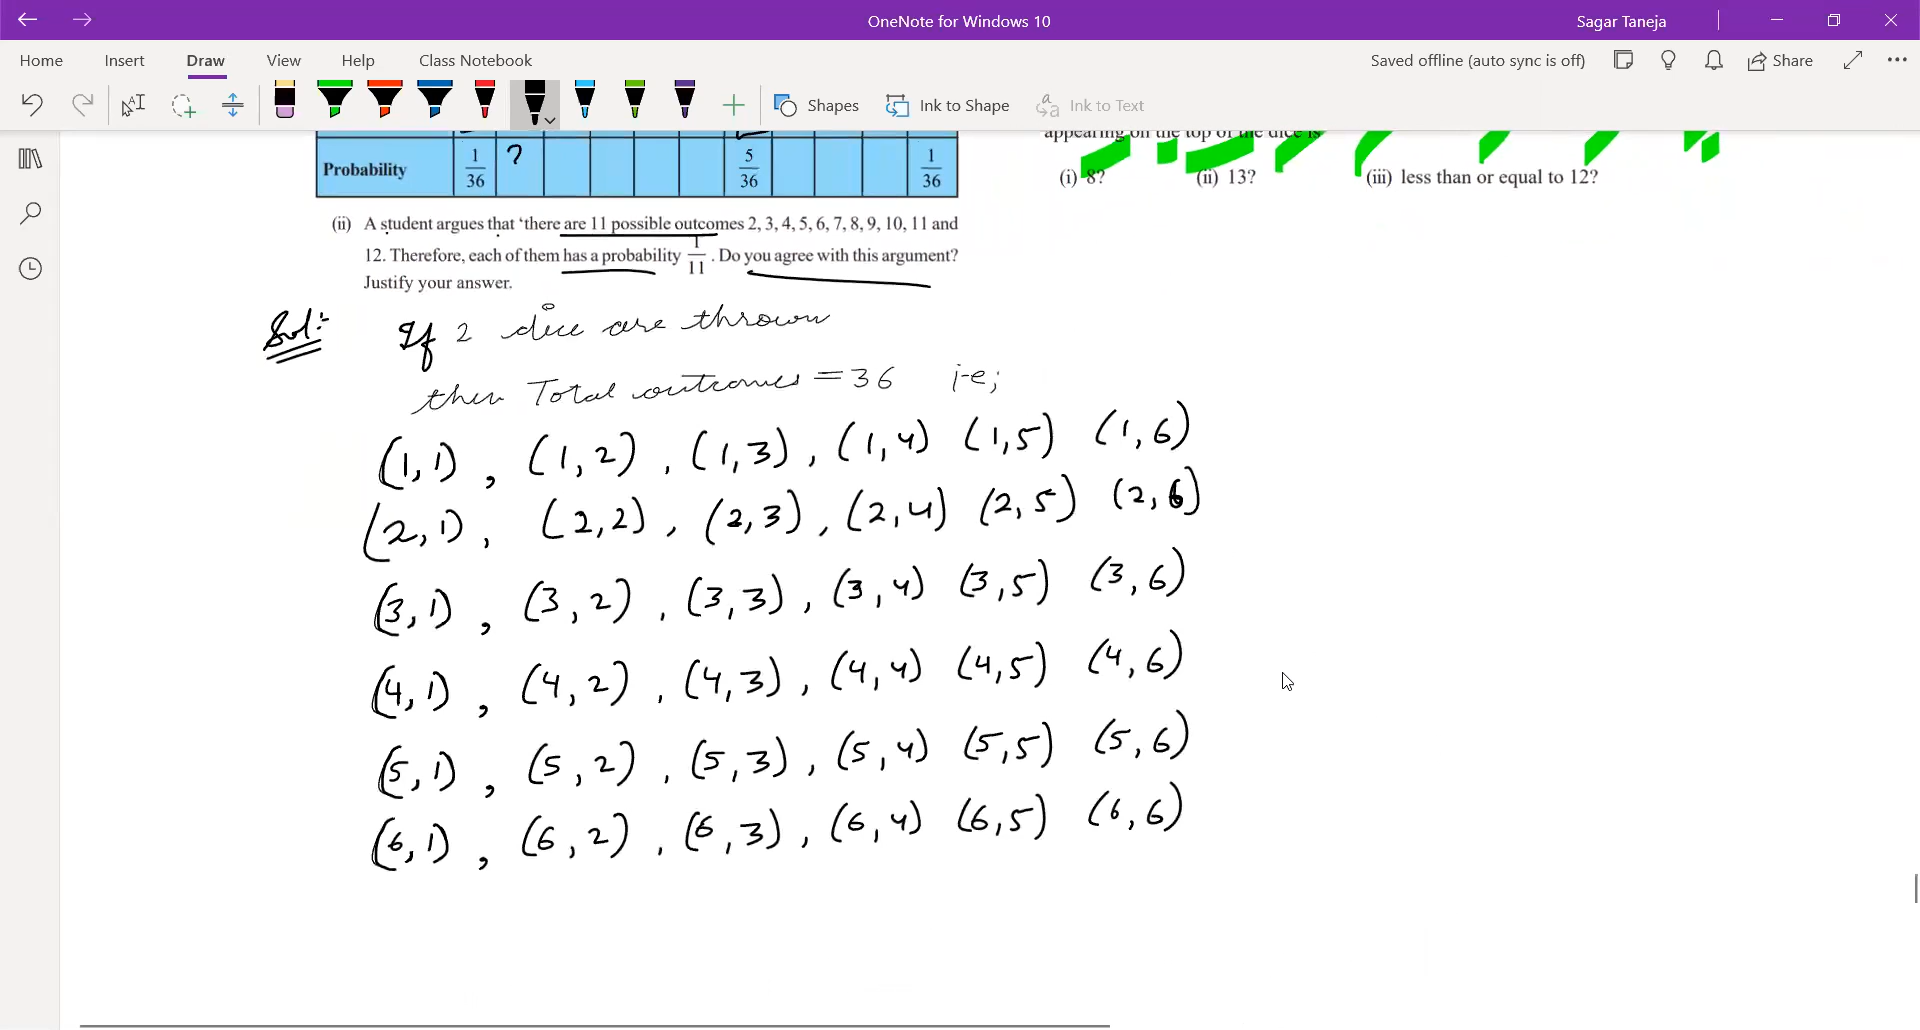 OneNote for Windows 10
Sagar Taneja
Home Insert Draw View Help Class Notebook
Saved offline (auto sync is off) Share
Shapes Ink to Shape Ink to Text
appearing on the top of the dice is
Probability 1/36 ? 5/36 1/36
(i) 8? (ii) 13? (iii) less than or equal to 12?
(ii) A student argues that ‘there are 11 possible outcomes 2, 3, 4, 5, 6, 7, 8, 9, 10, 11 and
12. Therefore, each of them has a probability 1/11 . Do you agree with this argument?
Justify your answer.
Sol:- If 2 dice are thrown
then Total outcomes = 36 i-e;
(1,1) , (1,2) , (1,3) , (1,4) (1,5) (1,6)
(2,1) , (2,2) , (2,3) , (2,4) (2,5) (2,6)
(3,1) , (3,2) , (3,3) , (3,4) (3,5) (3,6)
(4,1) , (4,2) , (4,3) , (4,4) (4,5) (4,6)
(5,1) , (5,2) , (5,3) , (5,4) (5,5) (5,6)
(6,1) , (6,2) , (6,3) , (6,4) (6,5) (6,6)